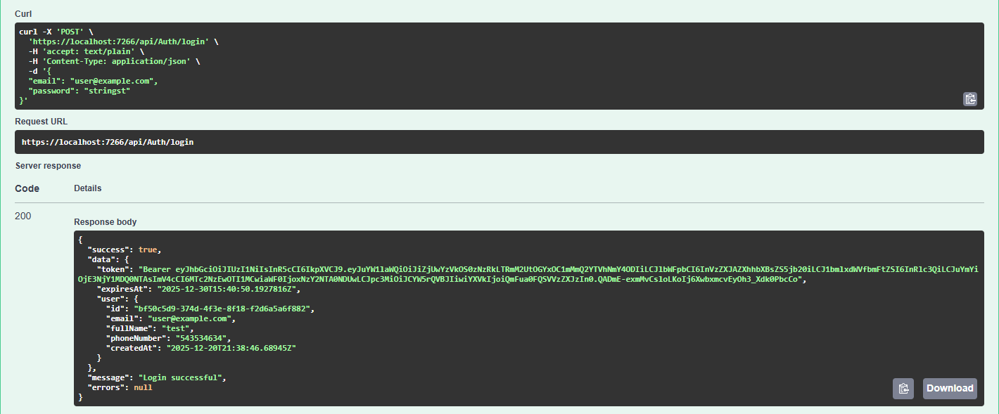 Curl
curl -X 'POST' \
  'https://localhost:7266/api/Auth/login' \
  -H 'accept: text/plain' \
  -H 'Content-Type: application/json' \
  -d '{
  "email": "user@example.com",
  "password": "stringst"
}'
Request URL
https://localhost:7266/api/Auth/login
Server response
Code Details
200
Response body
{
  "success": true,
  "data": {
    "token": "Bearer eyJhbGciOiJIUzI1NiIsInR5cCI6IkpXVCJ9.eyJuYW1laWQiOiJiZjUwYzVkOS0zNzRkLTRmM2UtOGYxOC1mMmQ2YTVhNmY4ODIiLCJlbWFpbCI6InVzZXJAZXhhbXBsZS5jb20iLCJ1bmlxdWVfbmFtZSI6InRlc3QiLCJuYmYi
OjE3NjY1MDQ0NTAsImV4cCI6MTc2NzEwOTI1MCwiaWF0IjoxNzY2NTA0NDUwLCJpc3MiOiJCYW5rQVBJIiwiYXVkIjoiQmFua0FQSVVzZXJzIn0.QADmE-exmMvCsloLKoIj6XwbxmcvEyOh3_Xdk0PbcCo",
    "expiresAt": "2025-12-30T15:40:50.1927816Z",
    "user": {
      "id": "bf50c5d9-374d-4f3e-8f18-f2d6a5a6f882",
      "email": "user@example.com",
      "fullName": "test",
      "phoneNumber": "543534634",
      "createdAt": "2025-12-20T21:38:46.68945Z"
    }
  },
  "message": "Login successful",
  "errors": null
}
Download